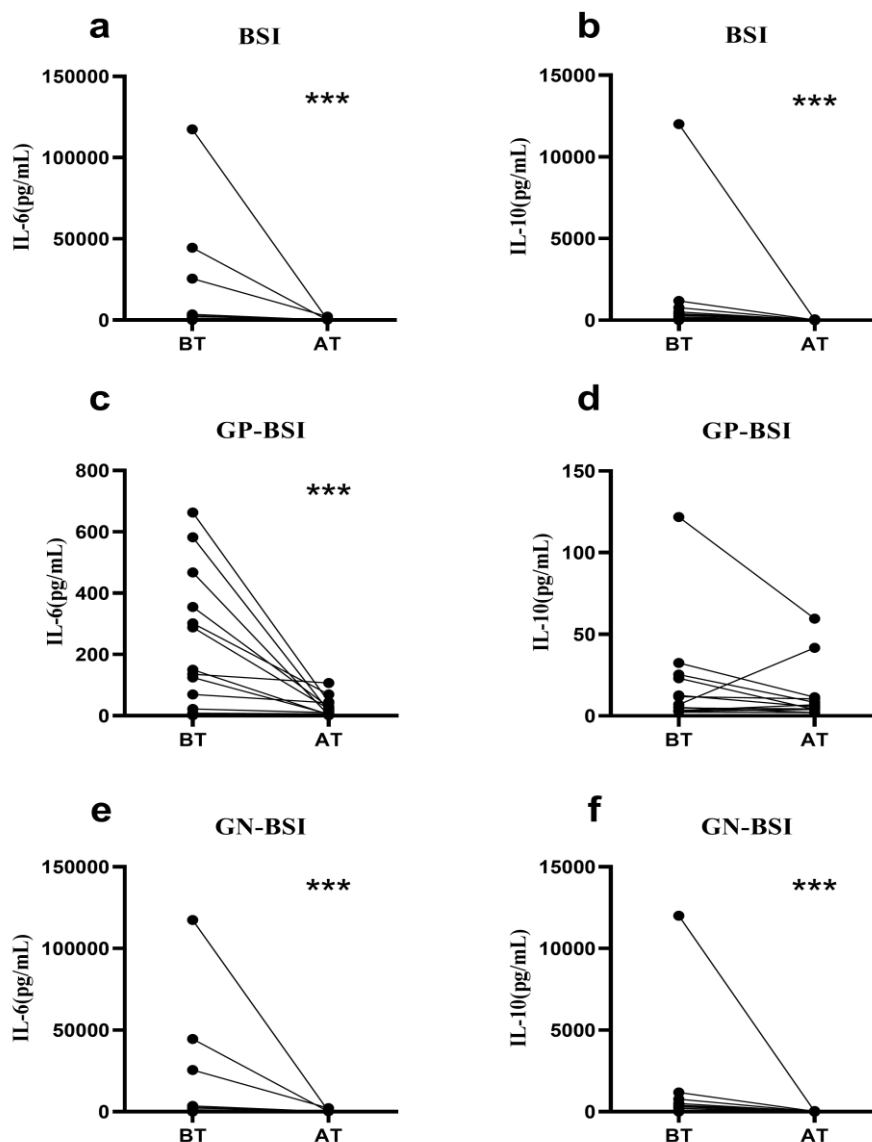 a
BSI
150000
100000
50000
0
IL-6(pg/mL)
***
BT
AT
b
BSI
15000
10000
5000
0
IL-10(pg/mL)
***
BT
AT
c
GP-BSI
800
600
400
200
0
IL-6(pg/mL)
***
BT
AT
d
GP-BSI
150
100
50
0
IL-10(pg/mL)
BT
AT
e
GN-BSI
150000
100000
50000
0
IL-6(pg/mL)
***
BT
AT
f
GN-BSI
15000
10000
5000
0
IL-10(pg/mL)
***
BT
AT